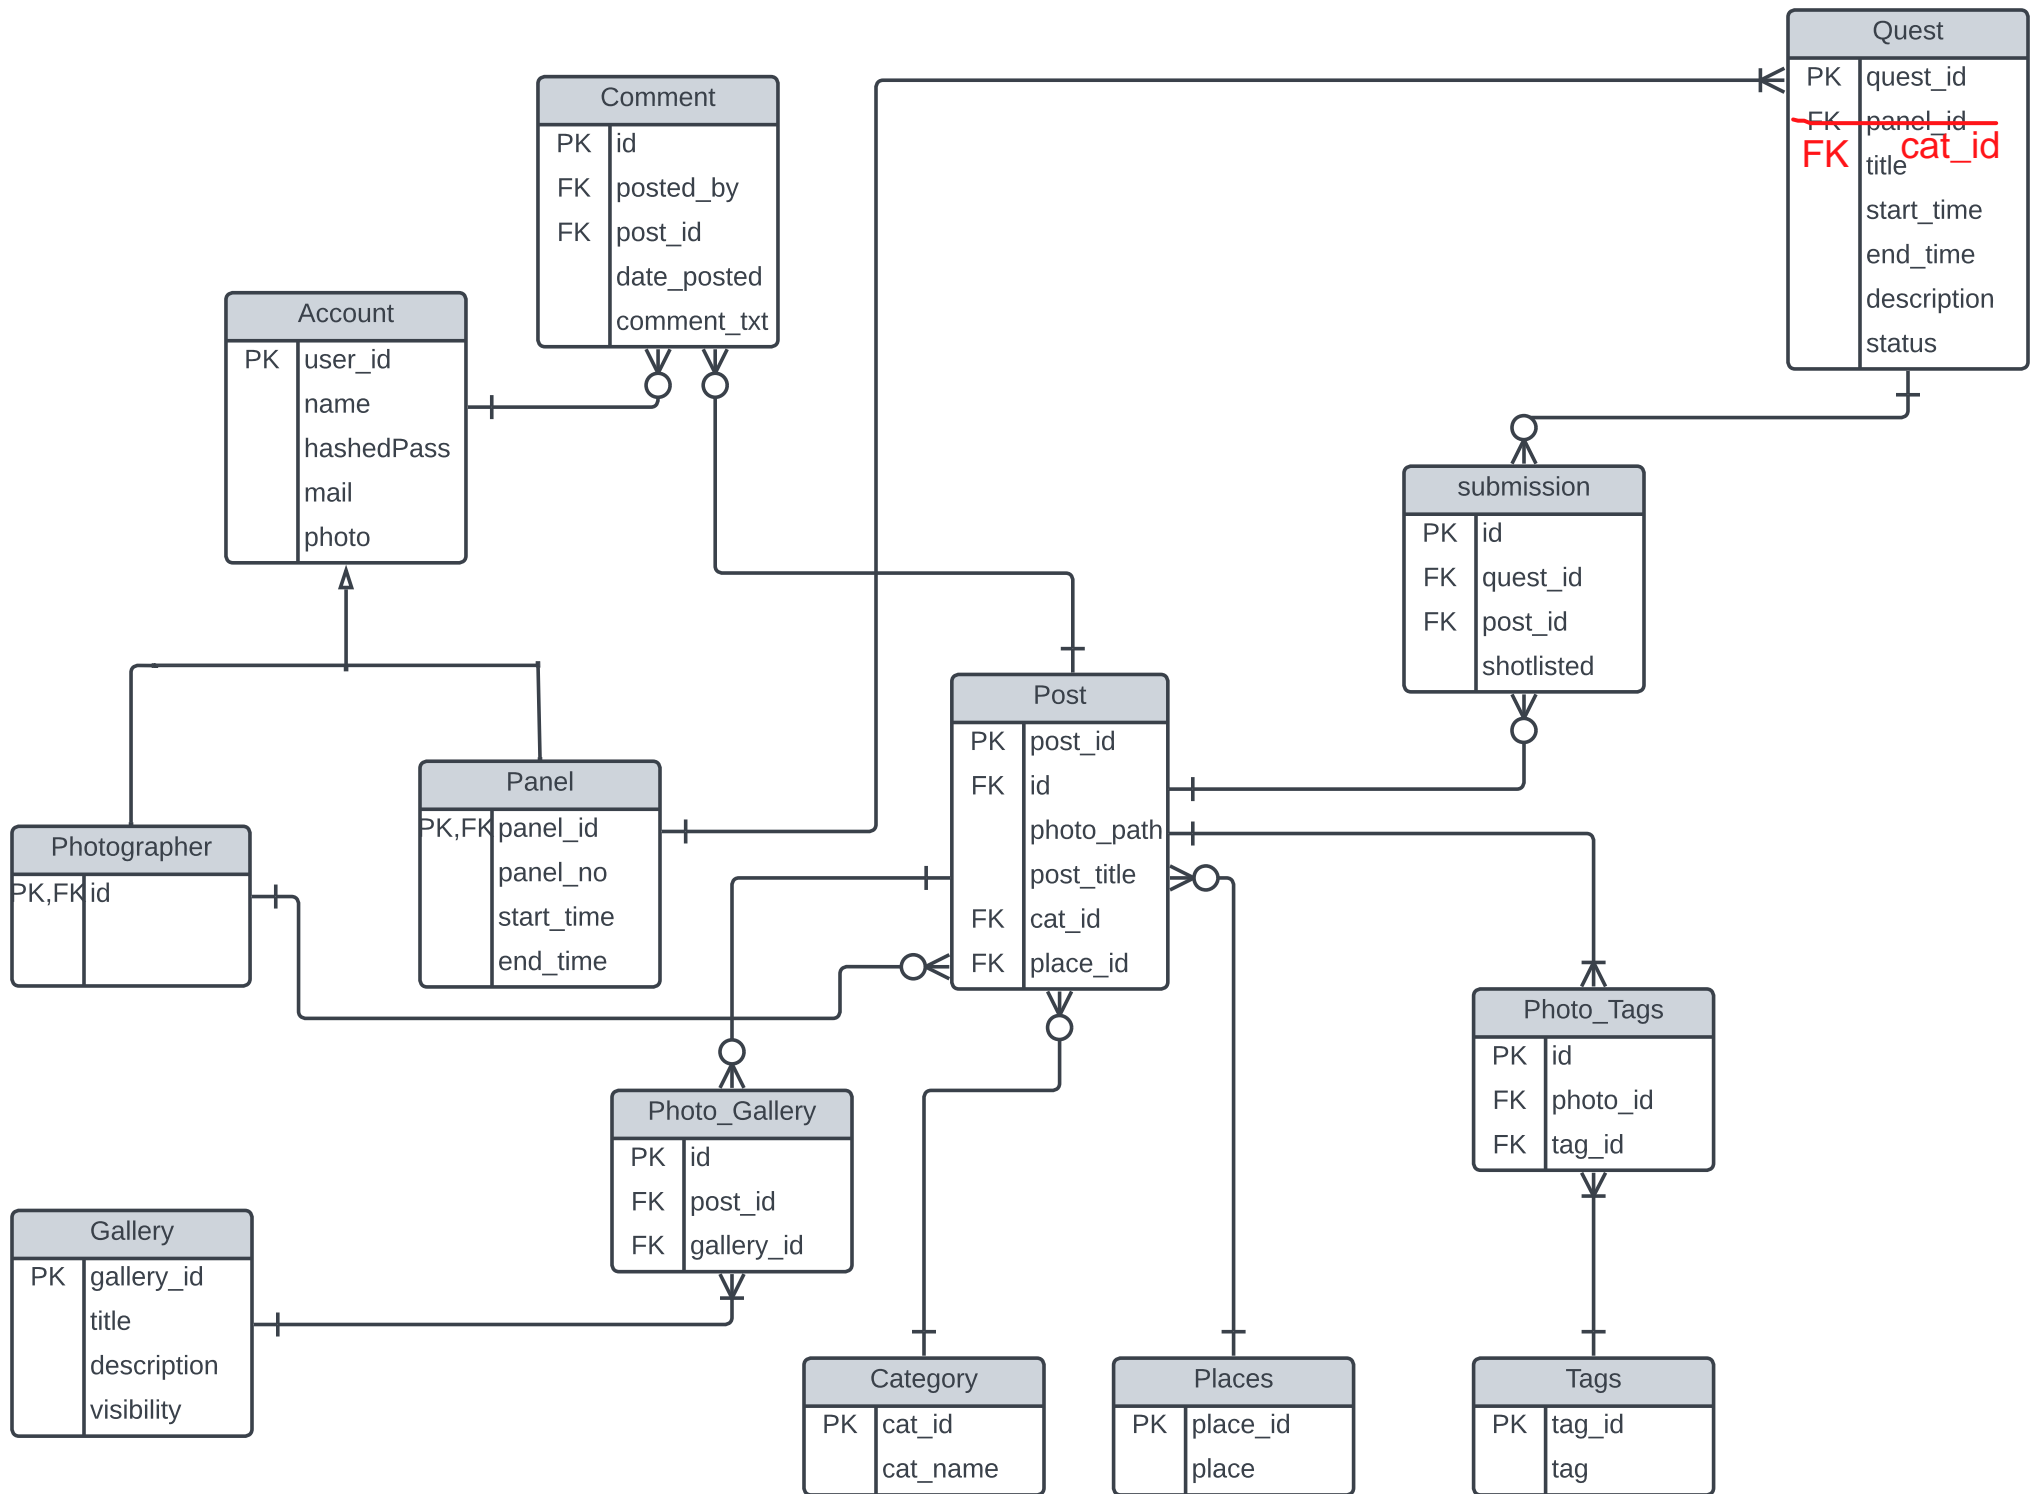 Quest
PK quest_id
FK panel_id
FK cat_id
title
start_time
end_time
description
status
Comment
PK id
FK posted_by
FK post_id
date_posted
comment_txt
Account
PK user_id
name
hashedPass
mail
photo
submission
PK id
FK quest_id
FK post_id
shotlisted
Post
PK post_id
FK id
photo_path
post_title
FK cat_id
FK place_id
Panel
PK,FK panel_id
panel_no
start_time
end_time
Photographer
PK,FK id
Photo_Tags
PK id
FK photo_id
FK tag_id
Photo_Gallery
PK id
FK post_id
FK gallery_id
Gallery
PK gallery_id
title
description
visibility
Category
PK cat_id
cat_name
Places
PK place_id
place
Tags
PK tag_id
tag